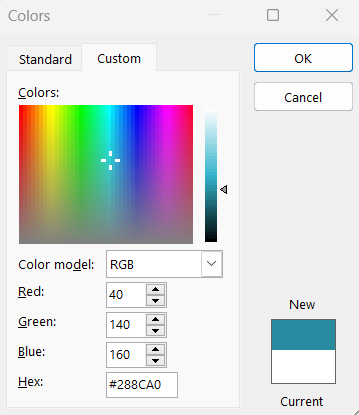 Colors
Standard
Custom
OK
Cancel
Colors:
Color model:
RGB
Red:
40
Green:
140
Blue:
160
Hex:
#288CA0
New
Current